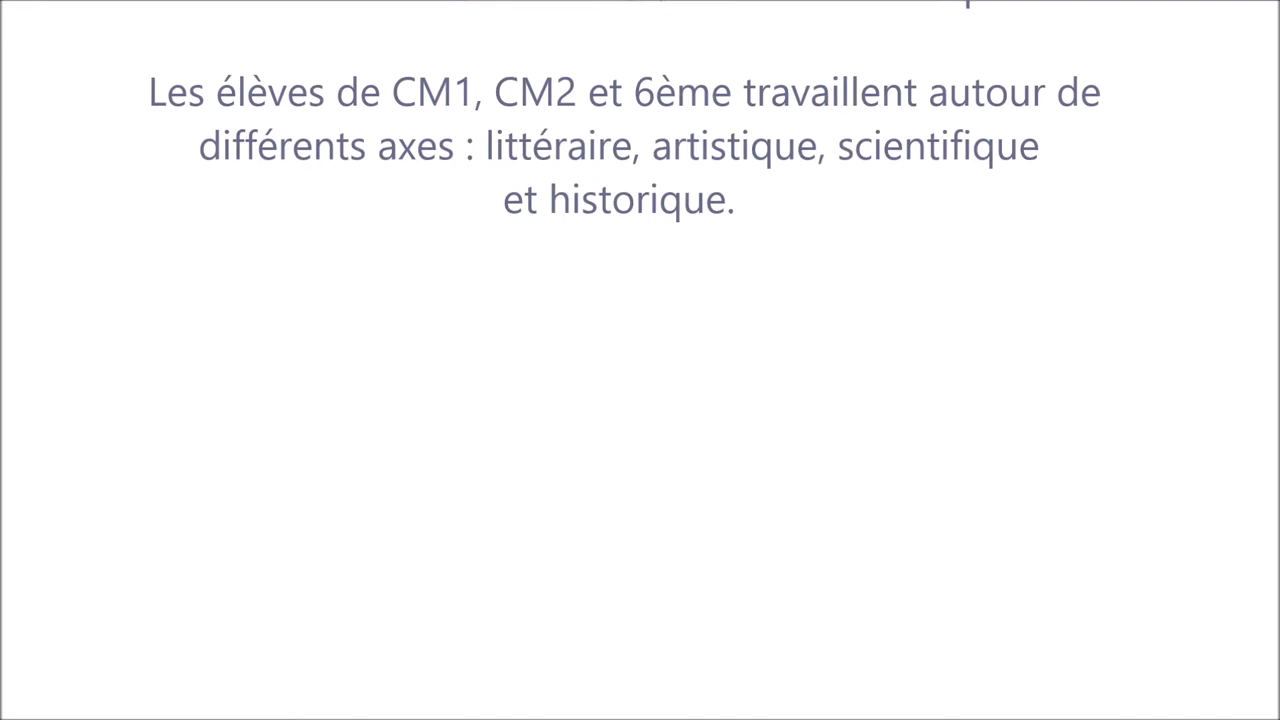 Les élèves de CM1, CM2 et 6ème travaillent autour de
différents axes : littéraire, artistique, scientifique
et historique.